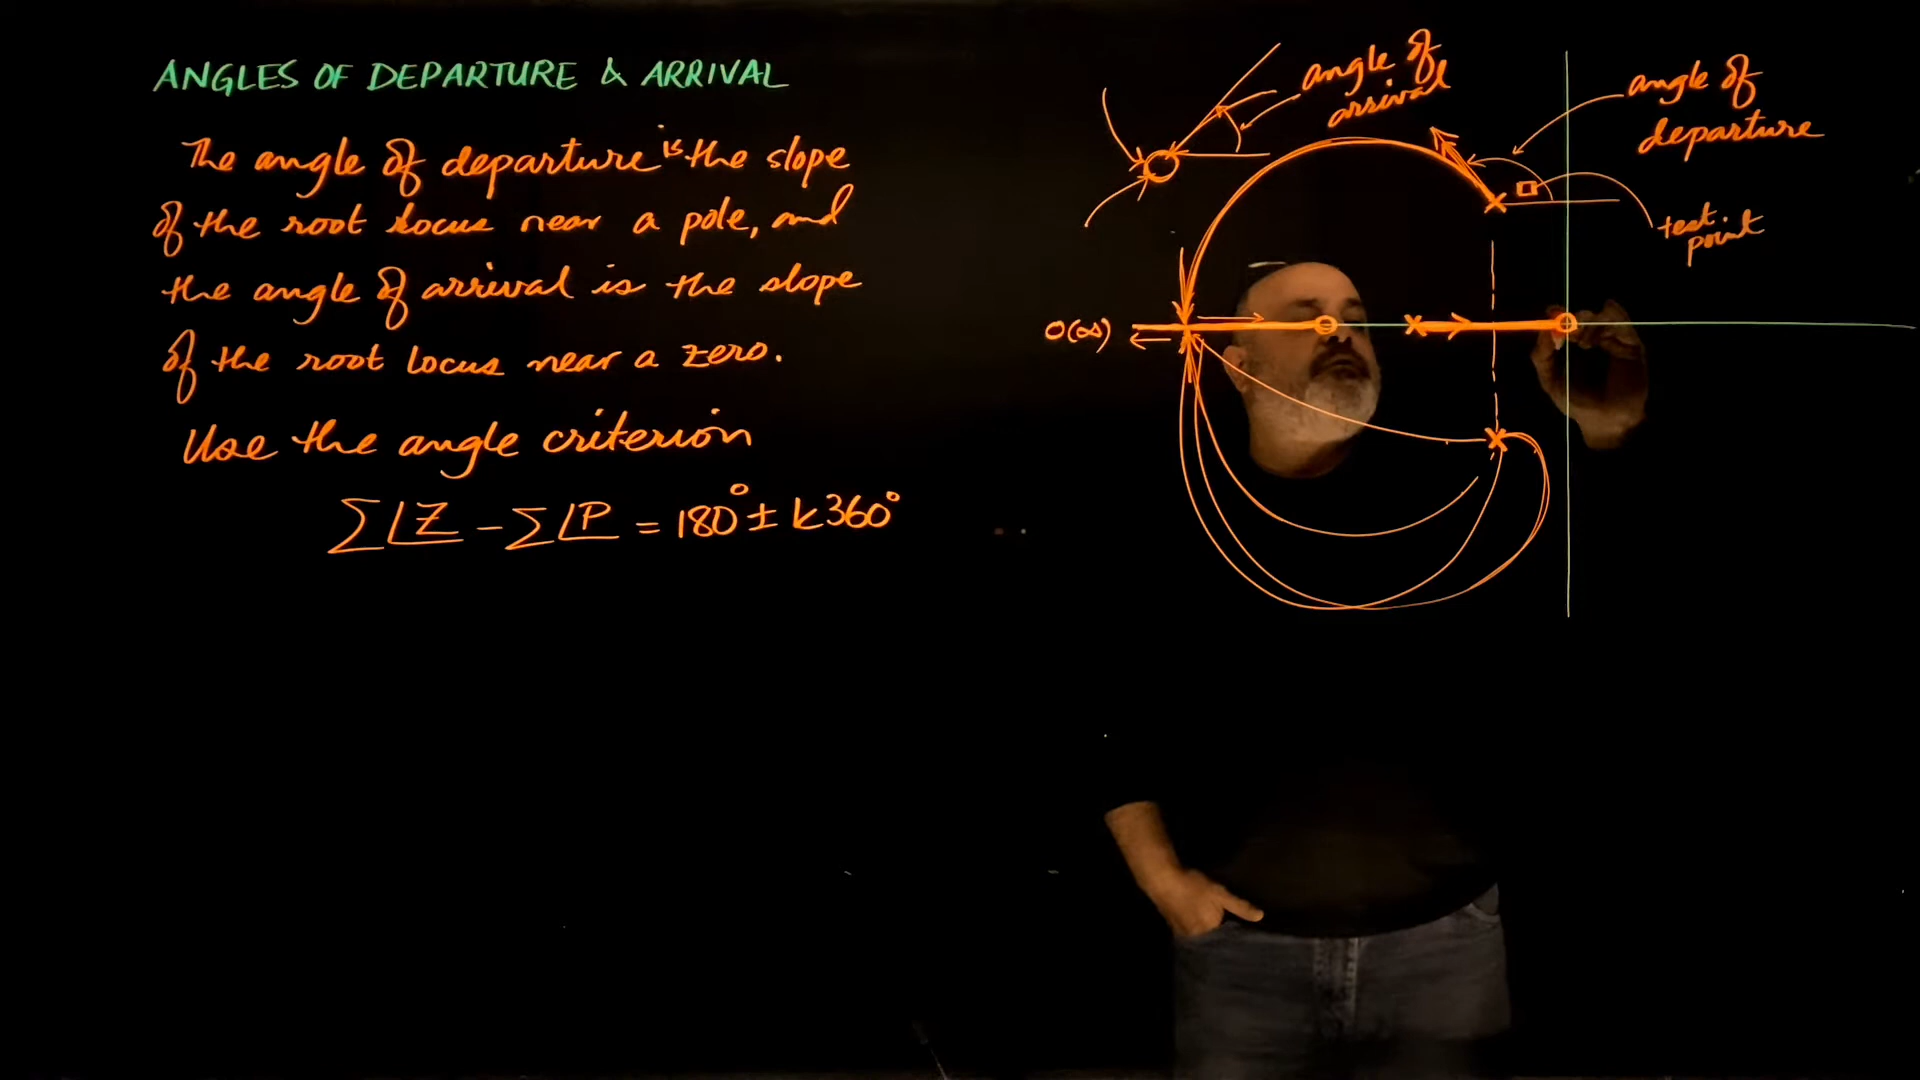 ANGLES OF DEPARTURE & ARRIVAL
The angle of departure is the slope
of the root locus near a pole, and
the angle of arrival is the slope
of the root locus near a zero.
Use the angle criterion
∑∠Z - ∑∠P = 180° ± k360°
angle of
arrival
angle of
departure
test
point
O(∞)